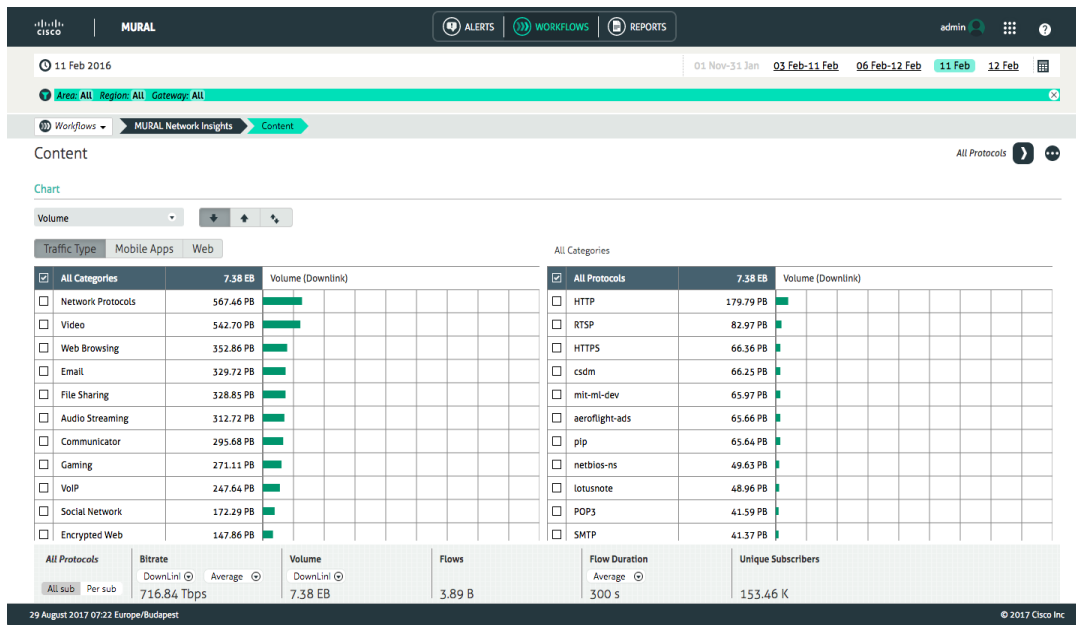 CISCO
MURAL
ALERTS
WORKFLOWS
REPORTS
admin
?
11 Feb 2016
01 Nov-31 Jan 03 Feb-11 Feb 06 Feb-12 Feb 11 Feb 12 Feb
Area: All Region: All Gateway: All
Workflows
MURAL Network Insights
Content
Content
All Protocols
Chart
Volume
Traffic Type Mobile Apps Web
All Categories
All Categories 7.38 EB Volume (Downlink)
Network Protocols 567.46 PB
Video 542.70 PB
Web Browsing 352.86 PB
Email 329.72 PB
File Sharing 328.85 PB
Audio Streaming 312.72 PB
Communicator 295.68 PB
Gaming 271.11 PB
VoIP 247.64 PB
Social Network 172.29 PB
Encrypted Web 147.86 PB
All Protocols 7.38 EB Volume (Downlink)
HTTP 179.79 PB
RTSP 82.97 PB
HTTPS 66.36 PB
csdm 66.25 PB
mit-ml-dev 65.97 PB
aeroflight-ads 65.66 PB
pip 65.64 PB
netbios-ns 49.63 PB
lotusnote 48.96 PB
POP3 41.59 PB
SMTP 41.37 PB
All Protocols
All sub Per sub
Bitrate
DownLinl Average
716.84 Tbps
Volume
DownLinl
7.38 EB
Flows
3.89 B
Flow Duration
Average
300 s
Unique Subscribers
153.46 K
29 August 2017 07:22 Europe/Budapest
© 2017 Cisco Inc